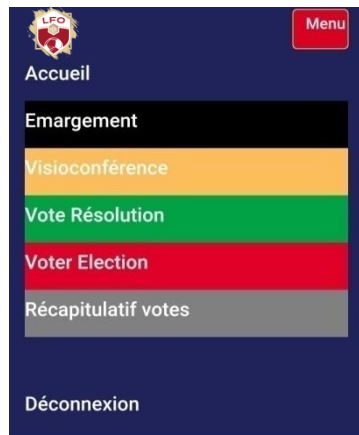 LFO
Menu
Accueil
Emargement
Visioconférence
Vote Résolution
Voter Election
Récapitulatif votes
Déconnexion